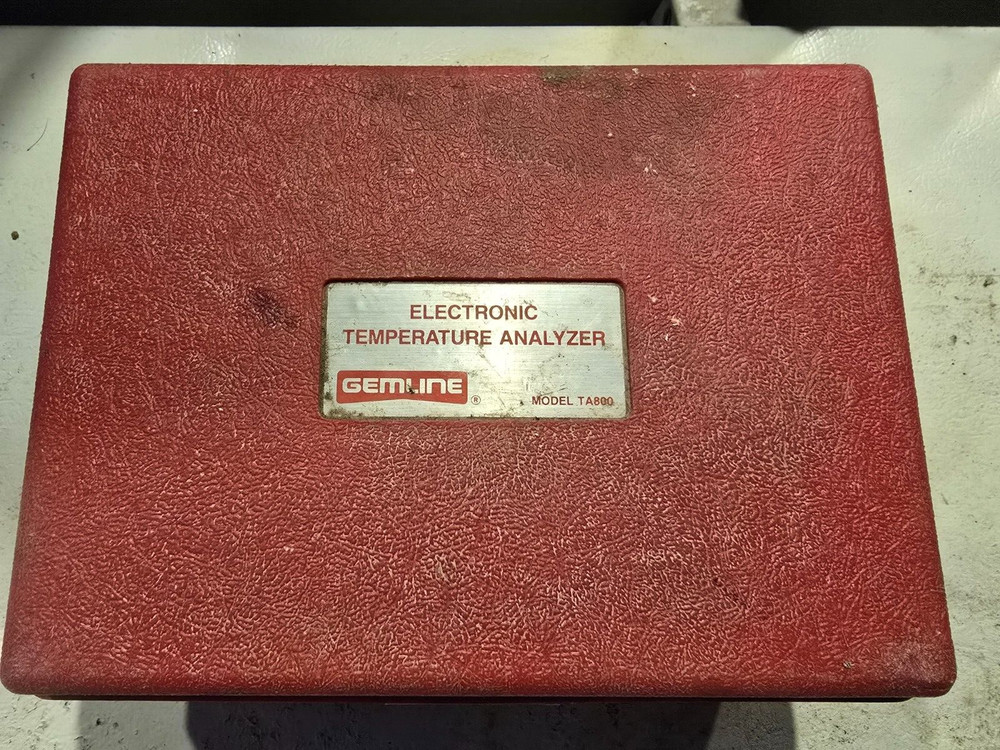 ELECTRONIC
TEMPERATURE ANALYZER
GEMLINE ®
MODEL TA800